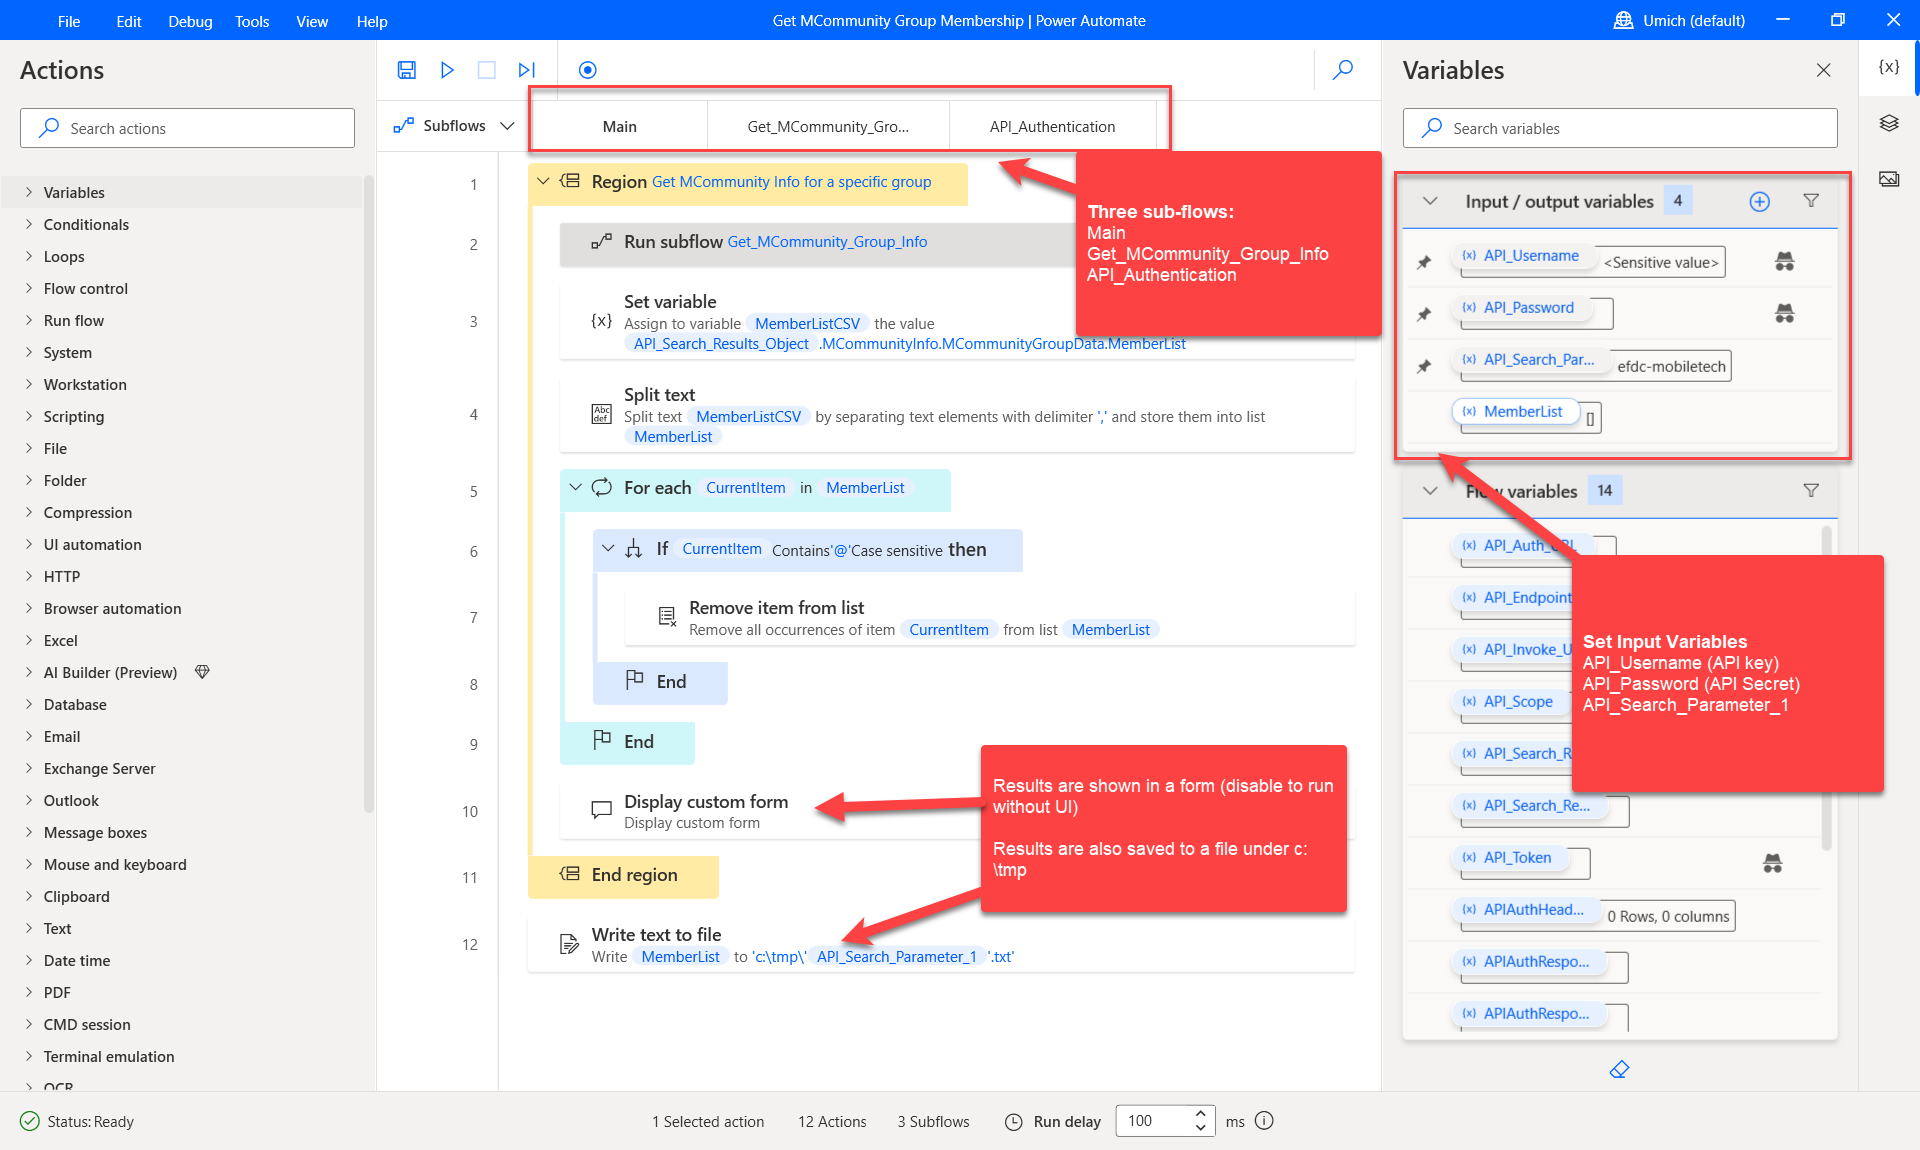 File Edit Debug Tools View Help
Get MCommunity Group Membership | Power Automate
Umich (default)
Actions
Search actions
Variables
Conditionals
Loops
Flow control
Run flow
System
Workstation
Scripting
File
Folder
Compression
UI automation
HTTP
Browser automation
Excel
AI Builder (Preview)
Database
Email
Exchange Server
Outlook
Message boxes
Mouse and keyboard
Clipboard
Text
Date time
PDF
CMD session
Terminal emulation
OCR
Subflows
Main
Get_MCommunity_Gro...
API_Authentication
1
Region Get MCommunity Info for a specific group
2
Run subflow Get_MCommunity_Group_Info
3
Set variable
{x}
Assign to variable MemberListCSV the value
API_Search_Results_Object .MCommunityInfo.MCommunityGroupData.MemberList
4
Split text
Abc
def
Split text MemberListCSV by separating text elements with delimiter ',' and store them into list
MemberList
5
For each CurrentItem in MemberList
6
If CurrentItem Contains'@'Case sensitive then
7
Remove item from list
Remove all occurrences of item CurrentItem from list MemberList
8
End
9
End
10
Display custom form
Display custom form
11
End region
12
Write text to file
Write MemberList to 'c:\tmp\' API_Search_Parameter_1 '.txt'
Three sub-flows:
Main
Get_MCommunity_Group_Info
API_Authentication
Results are shown in a form (disable to run
without UI)
Results are also saved to a file under c:
\tmp
Variables
{x}
Search variables
Input / output variables 4
{x} API_Username <Sensitive value>
{x} API_Password
{x} API_Search_Par... efdc-mobiletech
{x} MemberList []
Flow variables 14
{x} API_Auth_URL
{x} API_Endpoint
{x} API_Invoke_U
{x} API_Scope
{x} API_Search_R
{x} API_Search_Re...
{x} API_Token
{x} APIAuthHead... 0 Rows, 0 columns
{x} APIAuthRespo...
{x} APIAuthRespo...
Set Input Variables
API_Username (API key)
API_Password (API Secret)
API_Search_Parameter_1
Status: Ready
1 Selected action
12 Actions
3 Subflows
Run delay
100
ms